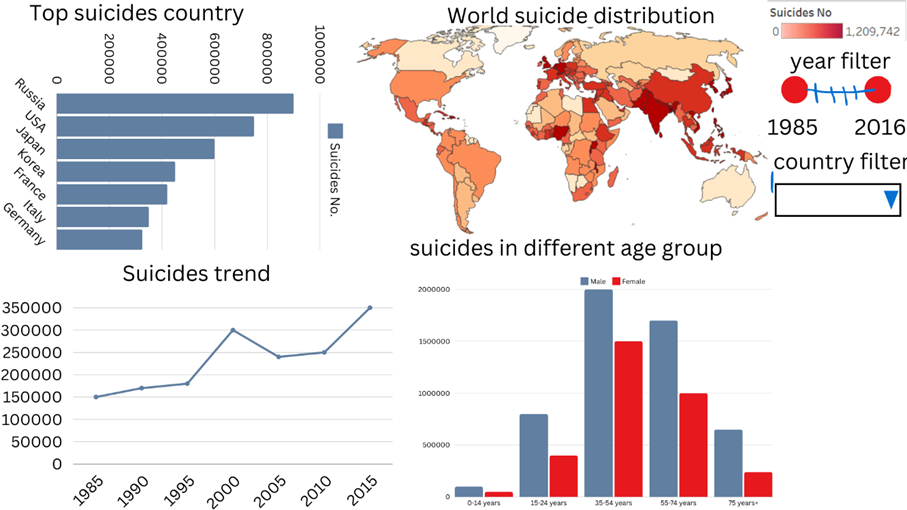 Top suicides country
0
200000
400000
600000
800000
1000000
Russia
USA
Japan
Korea
France
Italy
Germany
Suicides No.
World suicide distribution
Suicides No
0 1,209,742
year filter
1985 2016
country filter
Suicides trend
350000
300000
250000
200000
150000
100000
50000
0
1985
1990
1995
2000
2005
2010
2015
suicides in different age group
Male Female
2000000
1500000
1000000
500000
0
0-14 years 15-24 years 35-54 years 55-74 years 75 years+